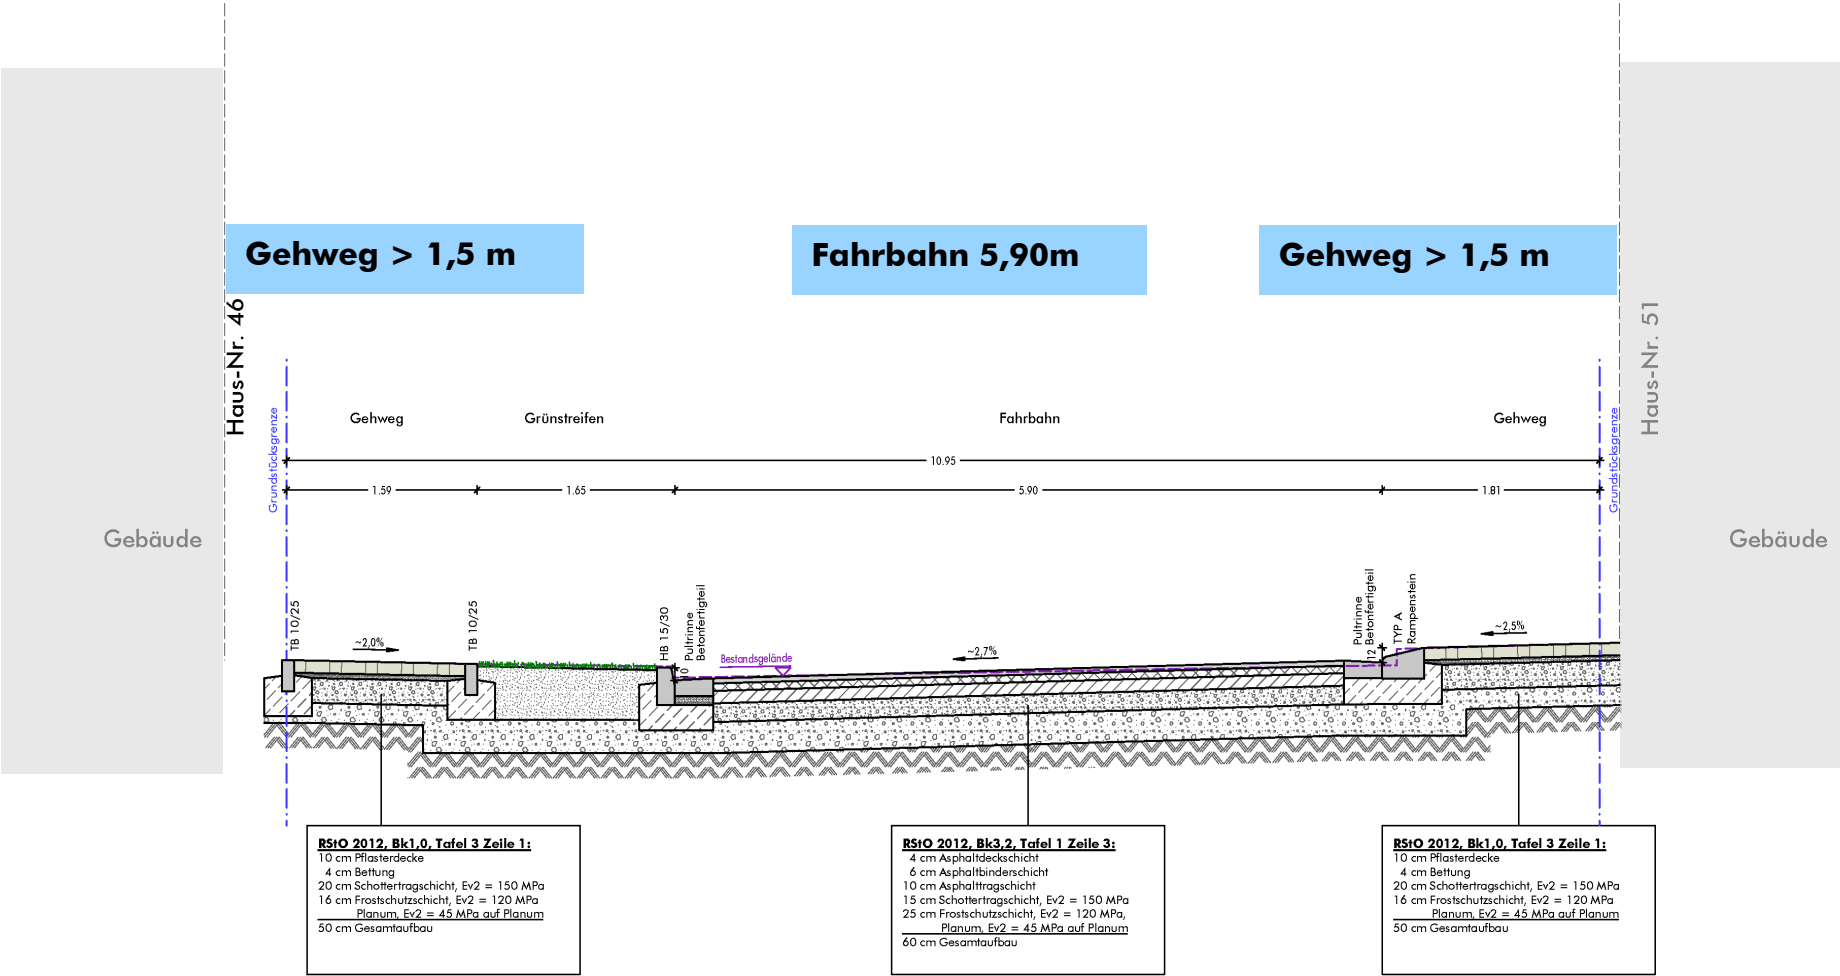 Gehweg > 1,5 m
Fahrbahn 5,90m
Gehweg > 1,5 m
Haus-Nr. 46
Haus-Nr. 51
Grundstücksgrenze
Gehweg
Grünstreifen
Fahrbahn
Gehweg
Grundstücksgrenze
10.95
1.59
1.65
5.90
1.81
Gebäude
Gebäude
TB 10/25
~2,0%
TB 10/25
HB 15/30
Pultrinne
Betonfertigteil
Bestandsgelände
~2,7%
Pultrinne
Betonfertigteil
12
TYP A
Rampenstein
~2,5%
RStO 2012, Bk1,0, Tafel 3 Zeile 1:
10 cm Pflasterdecke
4 cm Bettung
20 cm Schottertragschicht, Ev2 = 150 MPa
16 cm Frostschutzschicht, Ev2 = 120 MPa
Planum, Ev2 = 45 MPa auf Planum
50 cm Gesamtaufbau
RStO 2012, Bk3,2, Tafel 1 Zeile 3:
4 cm Asphaltdeckschicht
6 cm Asphaltbinderschicht
10 cm Asphalttragschicht
15 cm Schottertragschicht, Ev2 = 150 MPa
25 cm Frostschutzschicht, Ev2 = 120 MPa,
Planum, Ev2 = 45 MPa auf Planum
60 cm Gesamtaufbau
RStO 2012, Bk1,0, Tafel 3 Zeile 1:
10 cm Pflasterdecke
4 cm Bettung
20 cm Schottertragschicht, Ev2 = 150 MPa
16 cm Frostschutzschicht, Ev2 = 120 MPa
Planum, Ev2 = 45 MPa auf Planum
50 cm Gesamtaufbau